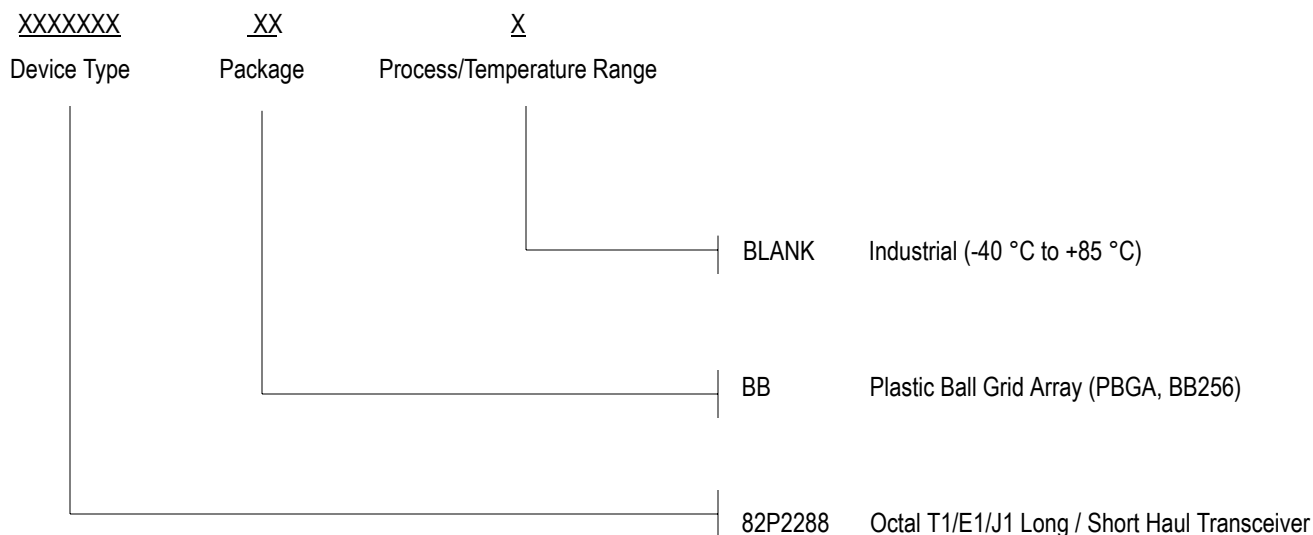 XXXXXXX XX X
Device Type Package Process/Temperature Range
BLANK Industrial (-40 °C to +85 °C)
BB Plastic Ball Grid Array (PBGA, BB256)
82P2288 Octal T1/E1/J1 Long / Short Haul Transceiver